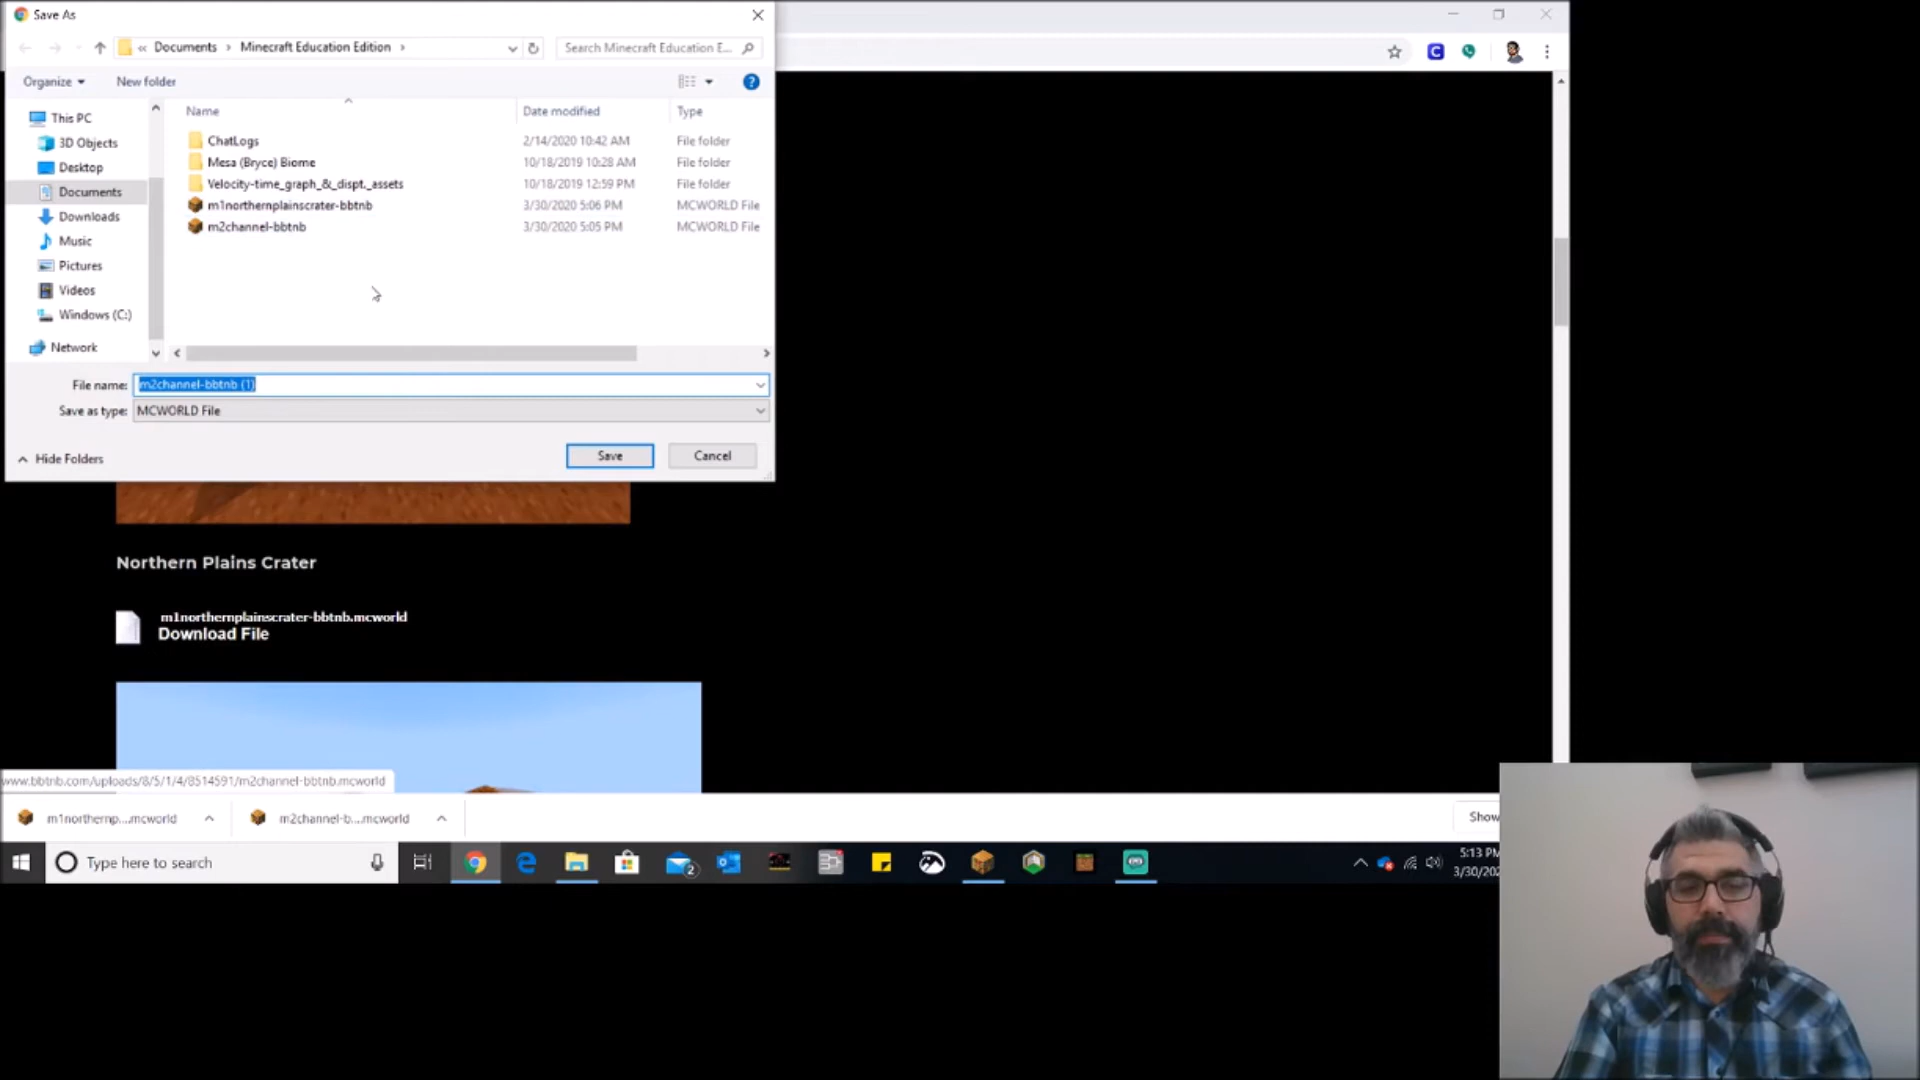 Save As
« Documents › Minecraft Education Edition ›
Search Minecraft Education E...
Organize
New folder
Name
Date modified
Type
This PC
3D Objects
Desktop
Documents
Downloads
Music
Pictures
Videos
Windows (C:)
Network
ChatLogs 2/14/2020 10:42 AM File folder
Mesa (Bryce) Biome 10/18/2019 10:28 AM File folder
Velocity-time_graph_&_dispt._assets 10/18/2019 12:59 PM File folder
m1northernplainscrater-bbtnb 3/30/2020 5:06 PM MCWORLD File
m2channel-bbtnb 3/30/2020 5:05 PM MCWORLD File
File name: m2channel-bbtnb (1)
Save as type: MCWORLD File
Hide Folders
Save
Cancel
Northern Plains Crater
m1northernplainscrater-bbtnb.mcworld
Download File
www.bbtnb.com/uploads/8/5/1/4/8514591/m2channel-bbtnb.mcworld
m1northernp....mcworld
m2channel-b....mcworld
Show
Type here to search
2
5:13 PM
3/30/202